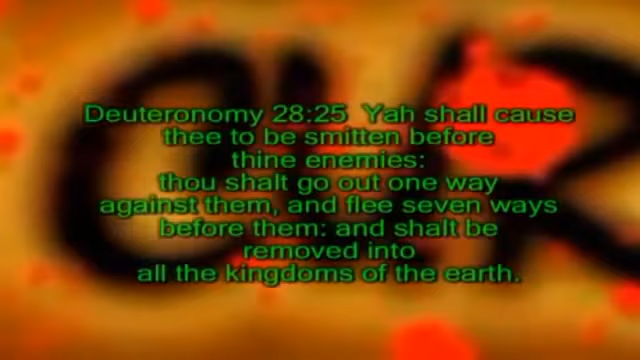 Deuteronomy 28:25 Yah shall cause
thee to be smitten before
thine enemies:
thou shalt go out one way
against them, and flee seven ways
before them: and shalt be
removed into
all the kingdoms of the earth.